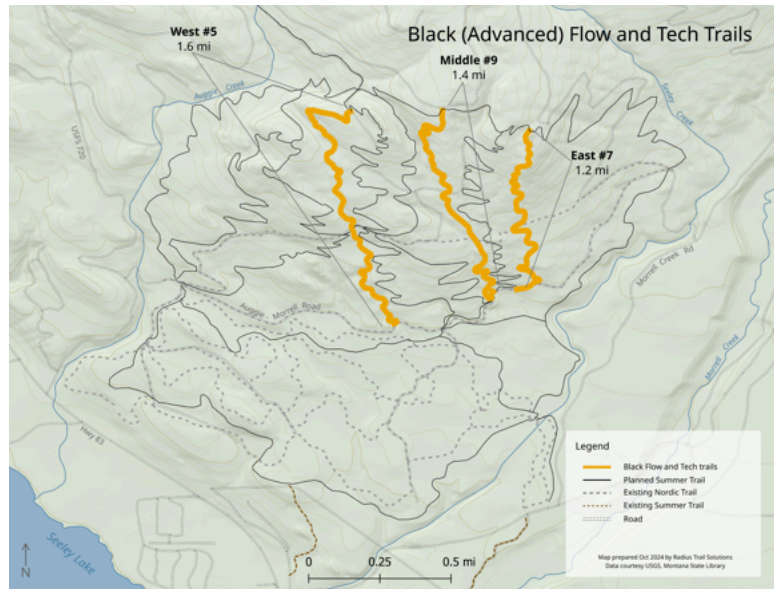 Black (Advanced) Flow and Tech Trails
West #5
1.6 mi
Middle #9
1.4 mi
East #7
1.2 mi
Auggie Creek
Seeley Creek
USFS 720
Morrell Creek Rd
Auggie Morrell Road
Morrell Creek
Hwy 83
Seeley Lake
N
0 0.25 0.5 mi
Legend
Black Flow and Tech trails
Planned Summer Trail
Existing Nordic Trail
Existing Summer Trail
Road
Map prepared Oct 2024 by Radius Trail Solutions
Data courtesy USGS, Montana State Library